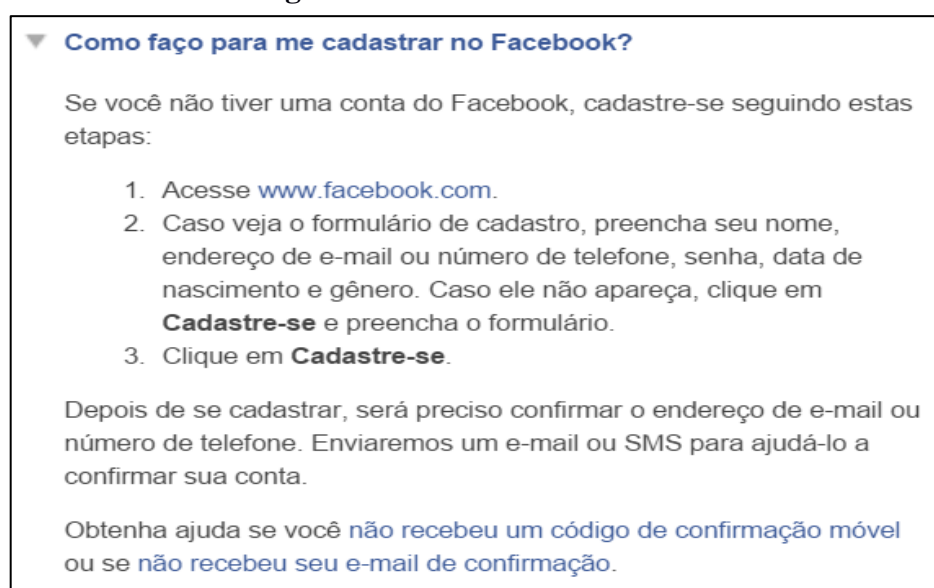 Como faço para me cadastrar no Facebook?
Se você não tiver uma conta do Facebook, cadastre-se seguindo estas
etapas:
1. Acesse www.facebook.com.
2. Caso veja o formulário de cadastro, preencha seu nome,
endereço de e-mail ou número de telefone, senha, data de
nascimento e gênero. Caso ele não apareça, clique em
Cadastre-se e preencha o formulário.
3. Clique em Cadastre-se.
Depois de se cadastrar, será preciso confirmar o endereço de e-mail ou
número de telefone. Enviaremos um e-mail ou SMS para ajudá-lo a
confirmar sua conta.
Obtenha ajuda se você não recebeu um código de confirmação móvel
ou se não recebeu seu e-mail de confirmação.